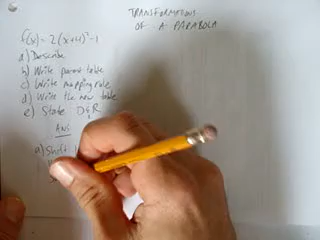 TRANSFORMATIONS
OF A PARABOLA
f(x) = 2(x+4)²-1
a) Describe
b) Write parent table
c) Write mapping rule
d) Write the new table
e) State D & R
Ans:
a) Shift